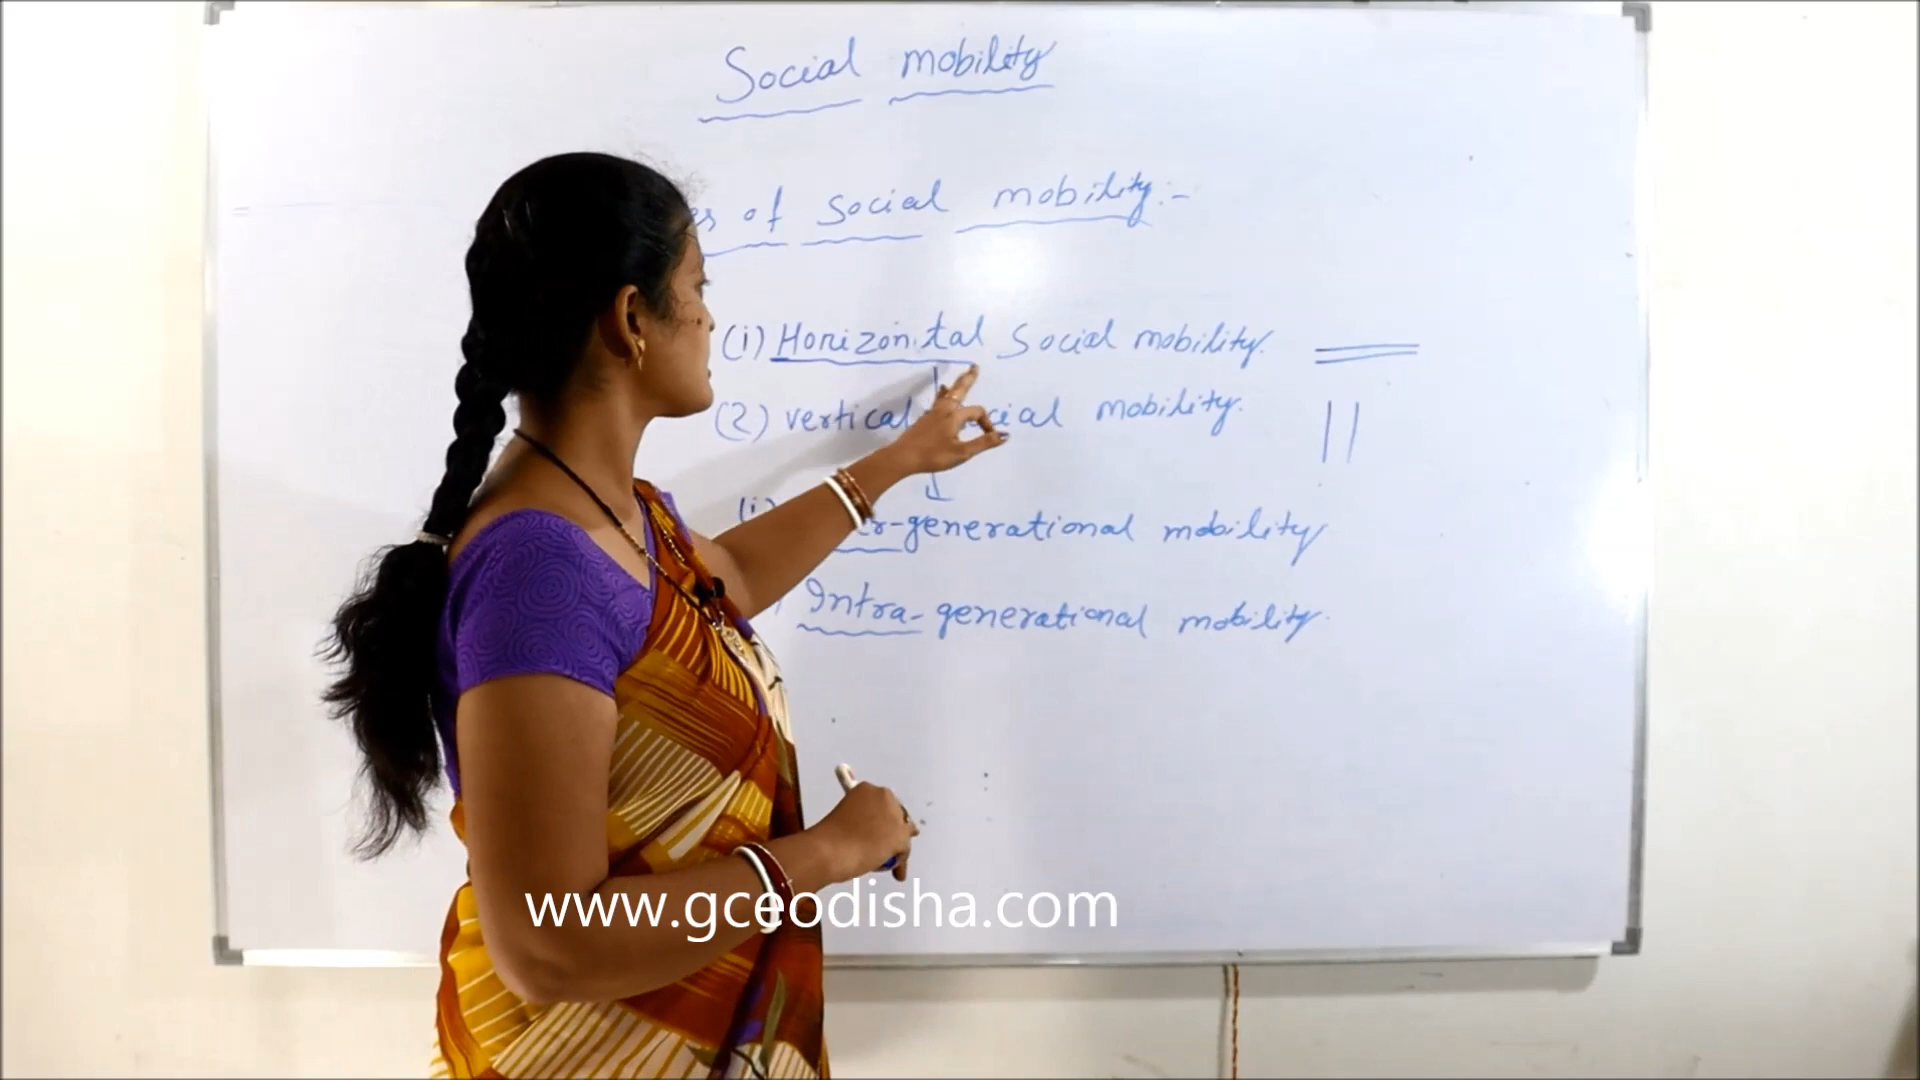 Social mobility
of social mobility:-
(i) Horizontal Social mobility.
(2) vertical mobility.
generational mobility
Intra-generational mobility.
www.gceodisha.com